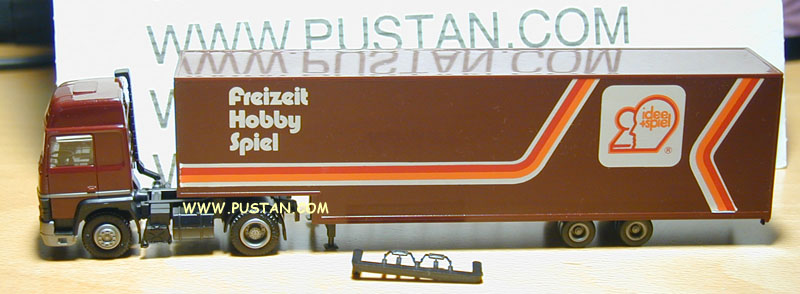 WWW.PUSTAN.COM
WWW.PUSTAN.COM
Freizeit
Hobby
Spiel
idee
+spiel
®
WWW.PUSTAN.COM